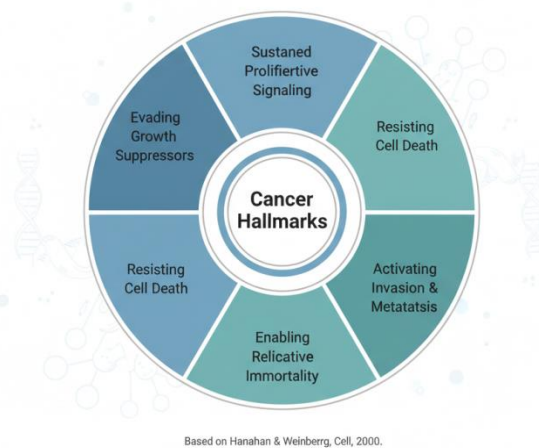 Sustaned
Prolifiertive
Signaling
Evading
Growth
Suppressors
Resisting
Cell Death
Cancer
Hallmarks
Resisting
Cell Death
Activating
Invasion &
Metatatsis
Enabling
Relicative
Immortality
Based on Hanahan & Weinberrg, Cell, 2000.